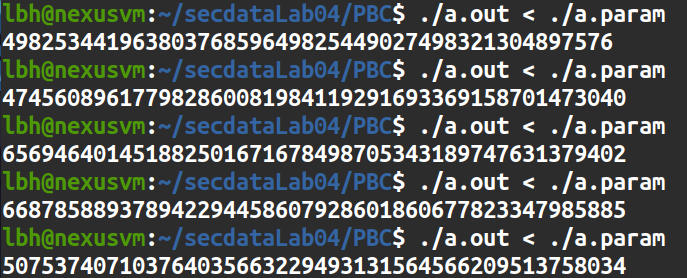 lbh@nexusvm:~/secdataLab04/PBC$ ./a.out < ./a.param
49825344196380376859649825449027498321304897576
lbh@nexusvm:~/secdataLab04/PBC$ ./a.out < ./a.param
474560896177982860081984119291693369158701473040
lbh@nexusvm:~/secdataLab04/PBC$ ./a.out < ./a.param
656946401451882501671678498705343189747631379402
lbh@nexusvm:~/secdataLab04/PBC$ ./a.out < ./a.param
668785889378942294458607928601860677823347985885
lbh@nexusvm:~/secdataLab04/PBC$ ./a.out < ./a.param
507537407103764035663229493131564566209513758034